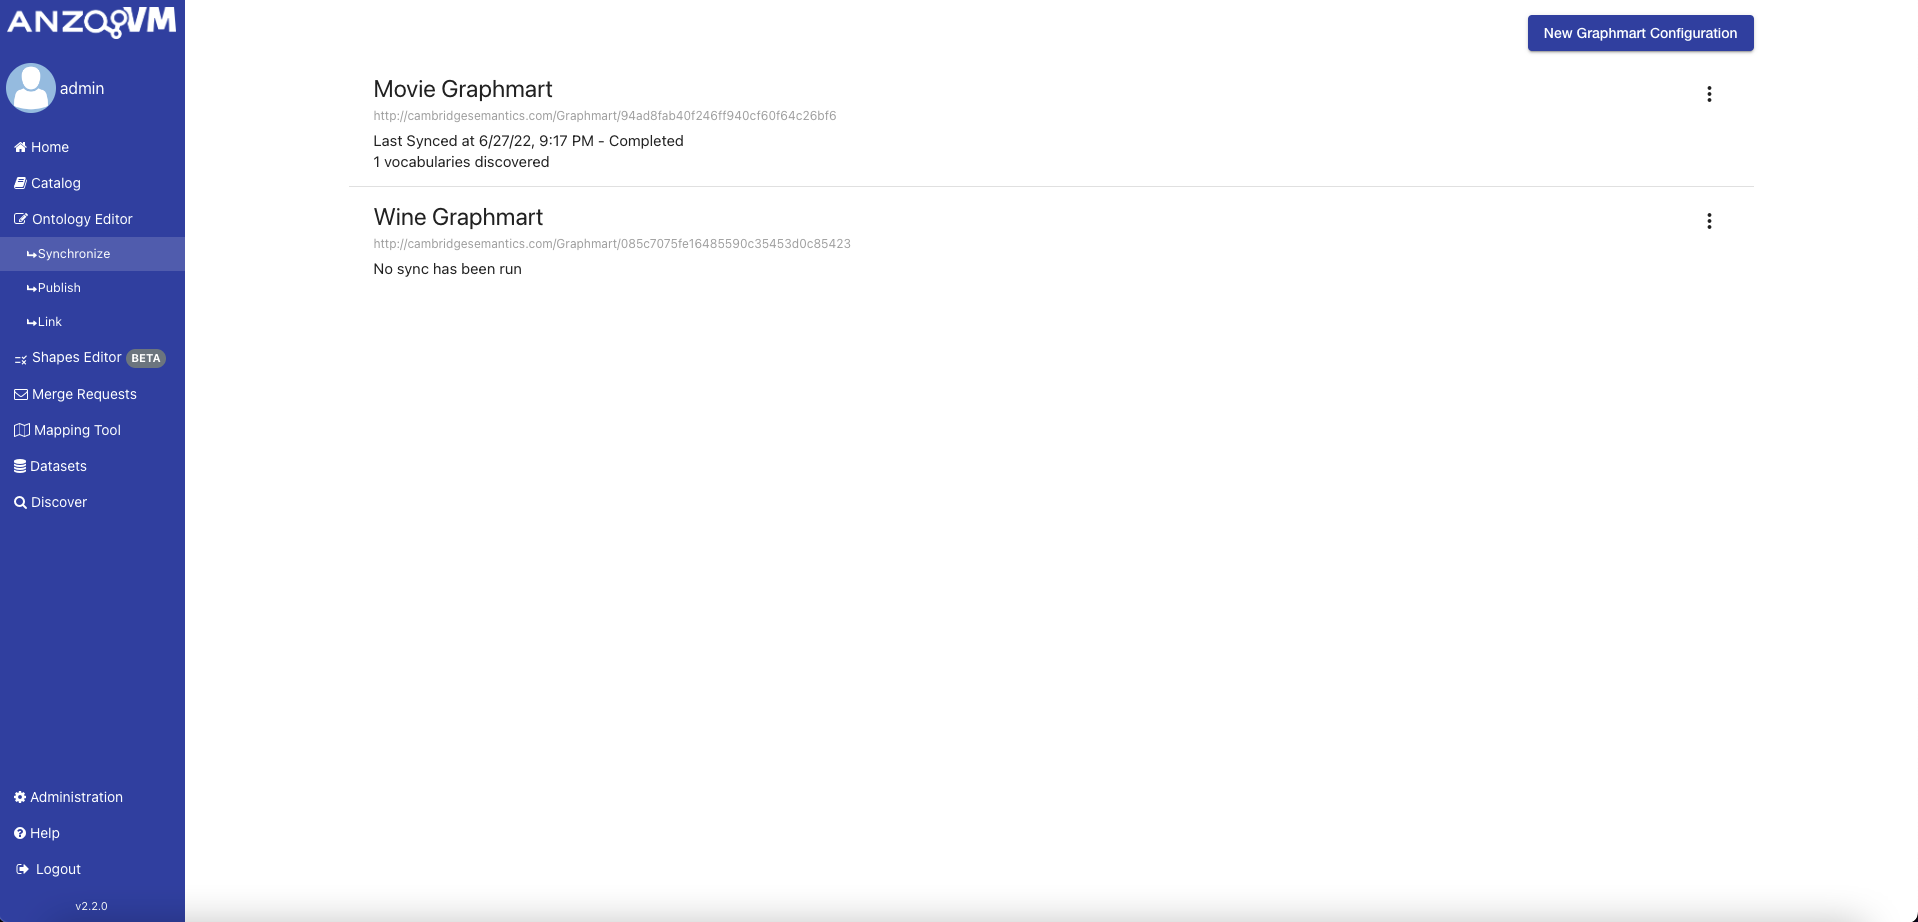 ANZOVM
admin
Home
Catalog
Ontology Editor
Synchronize
Publish
Link
Shapes Editor BETA
Merge Requests
Mapping Tool
Datasets
Discover
Administration
Help
Logout
v2.2.0
New Graphmart Configuration
Movie Graphmart
http://cambridgesemantics.com/Graphmart/94ad8fab40f246ff940cf60f64c26bf6
Last Synced at 6/27/22, 9:17 PM - Completed
1 vocabularies discovered
Wine Graphmart
http://cambridgesemantics.com/Graphmart/085c7075fe16485590c35453d0c85423
No sync has been run